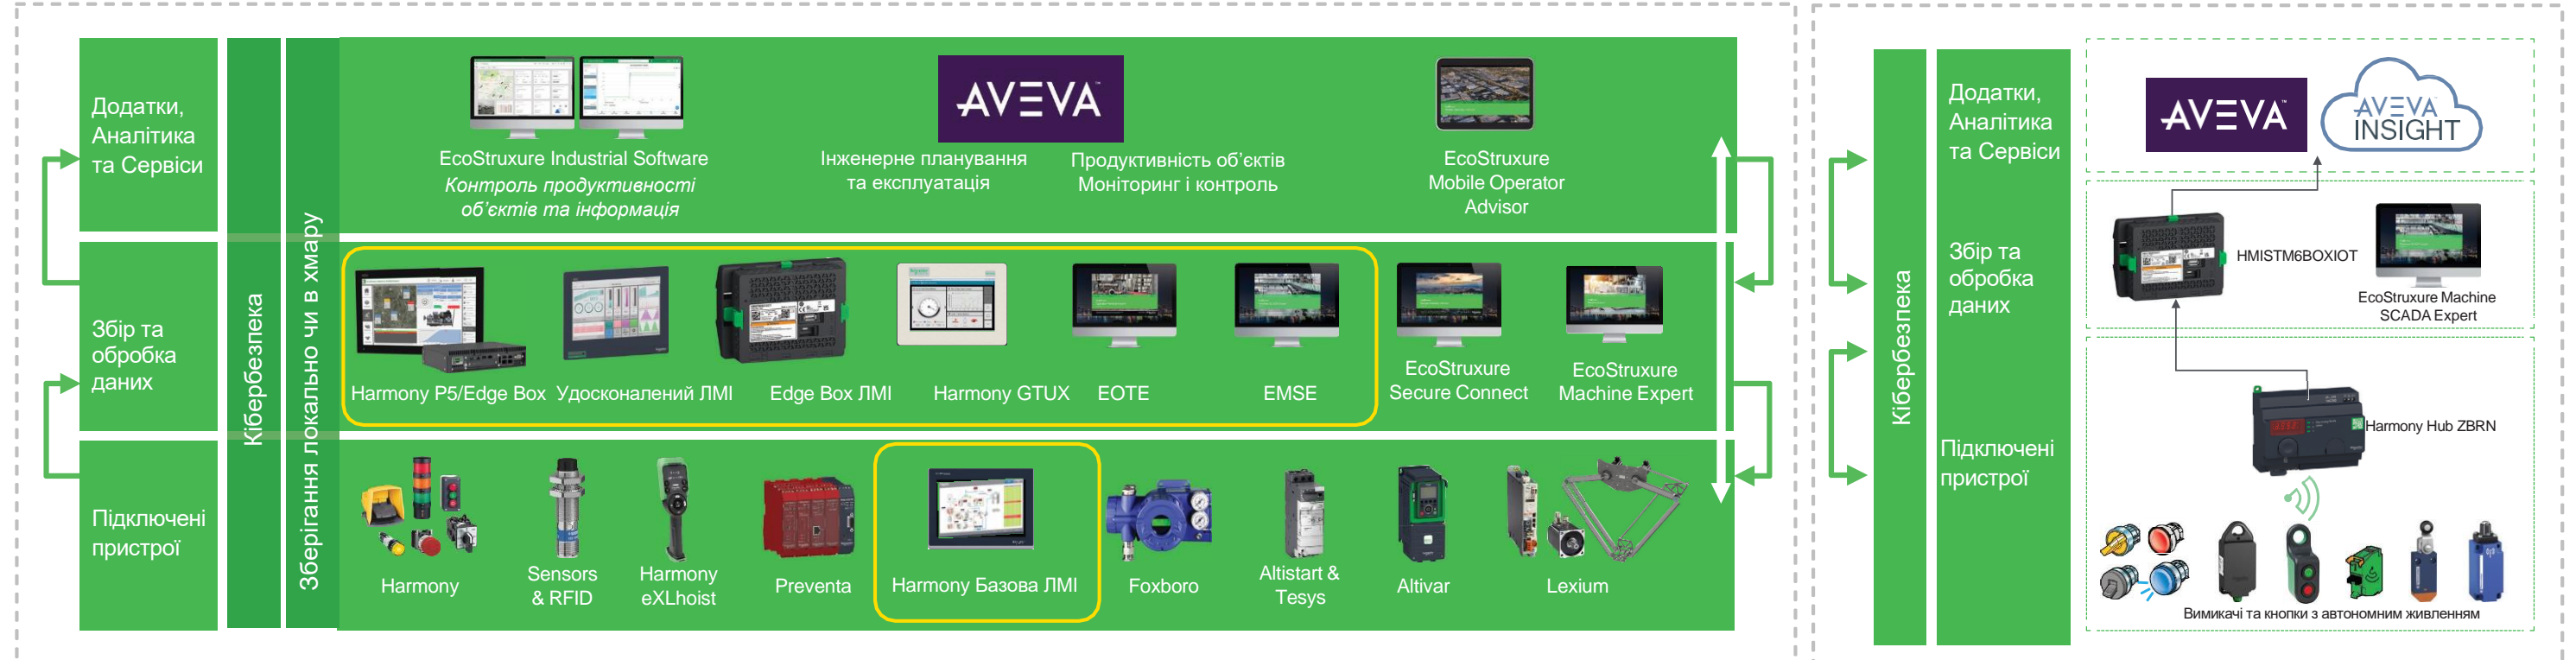 Додатки,
Аналітика
та Сервіси
Збір та
обробка
даних
Підключені
пристрої
Кібербезпека
Зберігання локально чи в хмару
EcoStruxure Industrial Software
Контроль продуктивності
об’єктів та інформація
AVEVA™
Інженерне планування
та експлуатація
Продуктивність об’єктів
Моніторинг і контроль
EcoStruxure
Mobile Operator
Advisor
Harmony P5/Edge Box
Удосконалений ЛМІ
Edge Box ЛМІ
Harmony GTUX
EOTE
EMSE
EcoStruxure
Secure Connect
EcoStruxure
Machine Expert
Harmony
Sensors
& RFID
Harmony
eXLhoist
Preventa
Harmony Базова ЛМІ
Foxboro
Altistart &
Tesys
Altivar
Lexium
Кібербезпека
Додатки,
Аналітика
та Сервіси
Збір та
обробка
даних
Підключені
пристрої
AVEVA™
AVEVA
INSIGHT
HMISTM6BOXIOT
EcoStruxure Machine
SCADA Expert
Harmony Hub ZBRN
Вимикачі та кнопки з автономним живленням